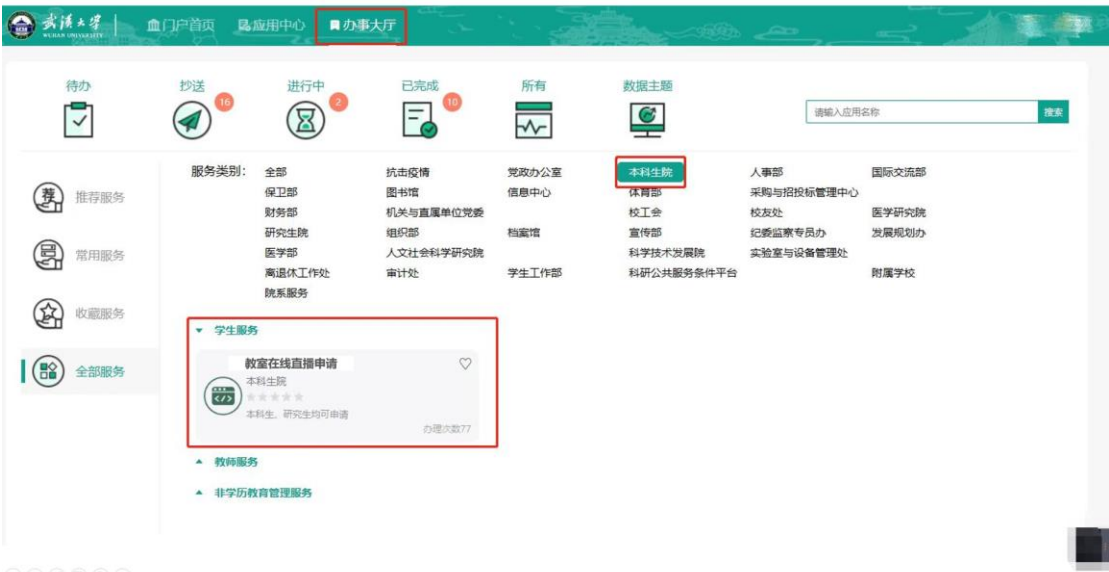 武汉大学
WUHAN UNIVERSITY
门户首页 应用中心 办事大厅
待办 抄送 进行中 已完成 所有 数据主题
16 2 10
请输入应用名称 搜索
推荐服务
常用服务
收藏服务
全部服务
服务类别: 全部 抗击疫情 党政办公室 本科生院 人事部 国际交流部
保卫部 图书馆 信息中心 体育部 采购与招投标管理中心
财务部 机关与直属单位党委 校工会 校友处 医学研究院
研究生院 组织部 档案馆 宣传部 纪委监察专员办 发展规划办
医学部 人文社会科学研究院 科学技术发展院 实验室与设备管理处
离退休工作处 审计处 学生工作部 科研公共服务条件平台 附属学校
院系服务
学生服务
教室在线直播申请
本科生院
本科生、研究生均可申请
办理次数77
教师服务
非学历教育管理服务